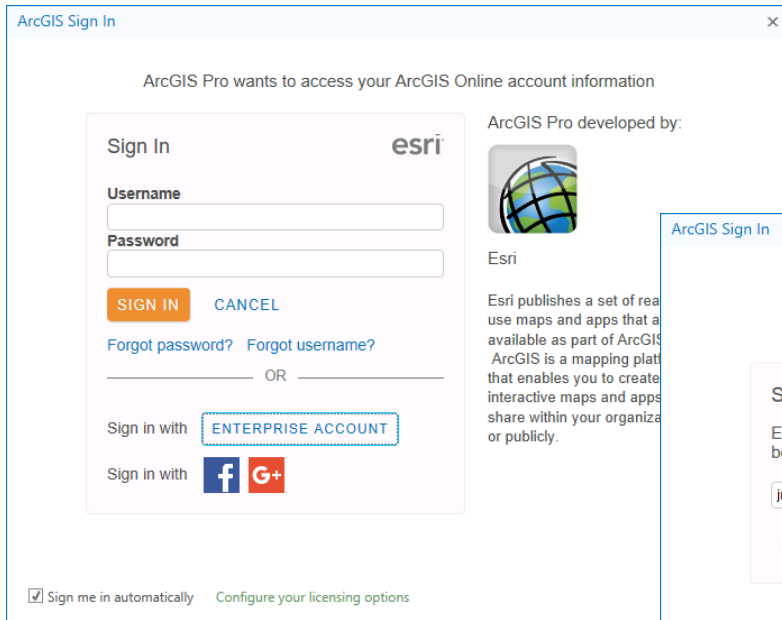 ArcGIS Sign In
ArcGIS Pro wants to access your ArcGIS Online account information
Sign In
esri
Username
Password
SIGN IN CANCEL
Forgot password? Forgot username?
OR
Sign in with ENTERPRISE ACCOUNT
Sign in with f G+
Sign me in automatically Configure your licensing options
ArcGIS Pro developed by:
Esri
Esri publishes a set of
use maps and apps that
available as part of
ArcGIS is a mapping
that enables you to create
interactive maps and apps
share within your
or publicly.
ArcGIS Sign In